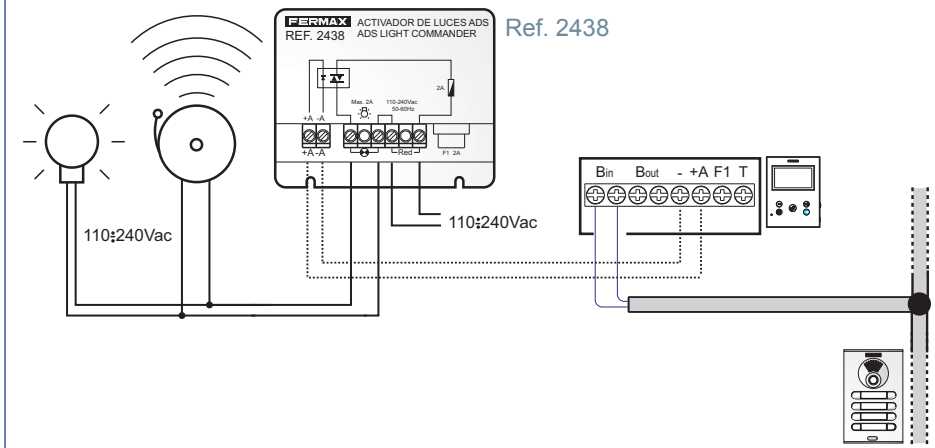 FERMAX ACTIVADOR DE LUCES ADS
REF. 2438 ADS LIGHT COMMANDER
Ref. 2438
2A.
Max. 2A
110-240Vac
50-60Hz
+A -A
+A -A
Red
F1 2A
110÷240Vac
110÷240Vac
Bin Bout - +A F1 T